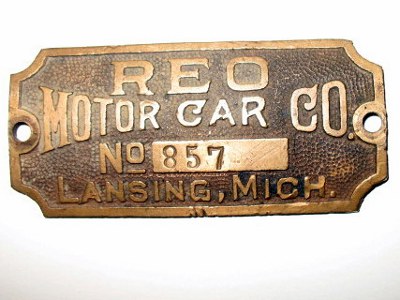 REO
MOTOR CAR CO.
No 857
LANSING, MICH.